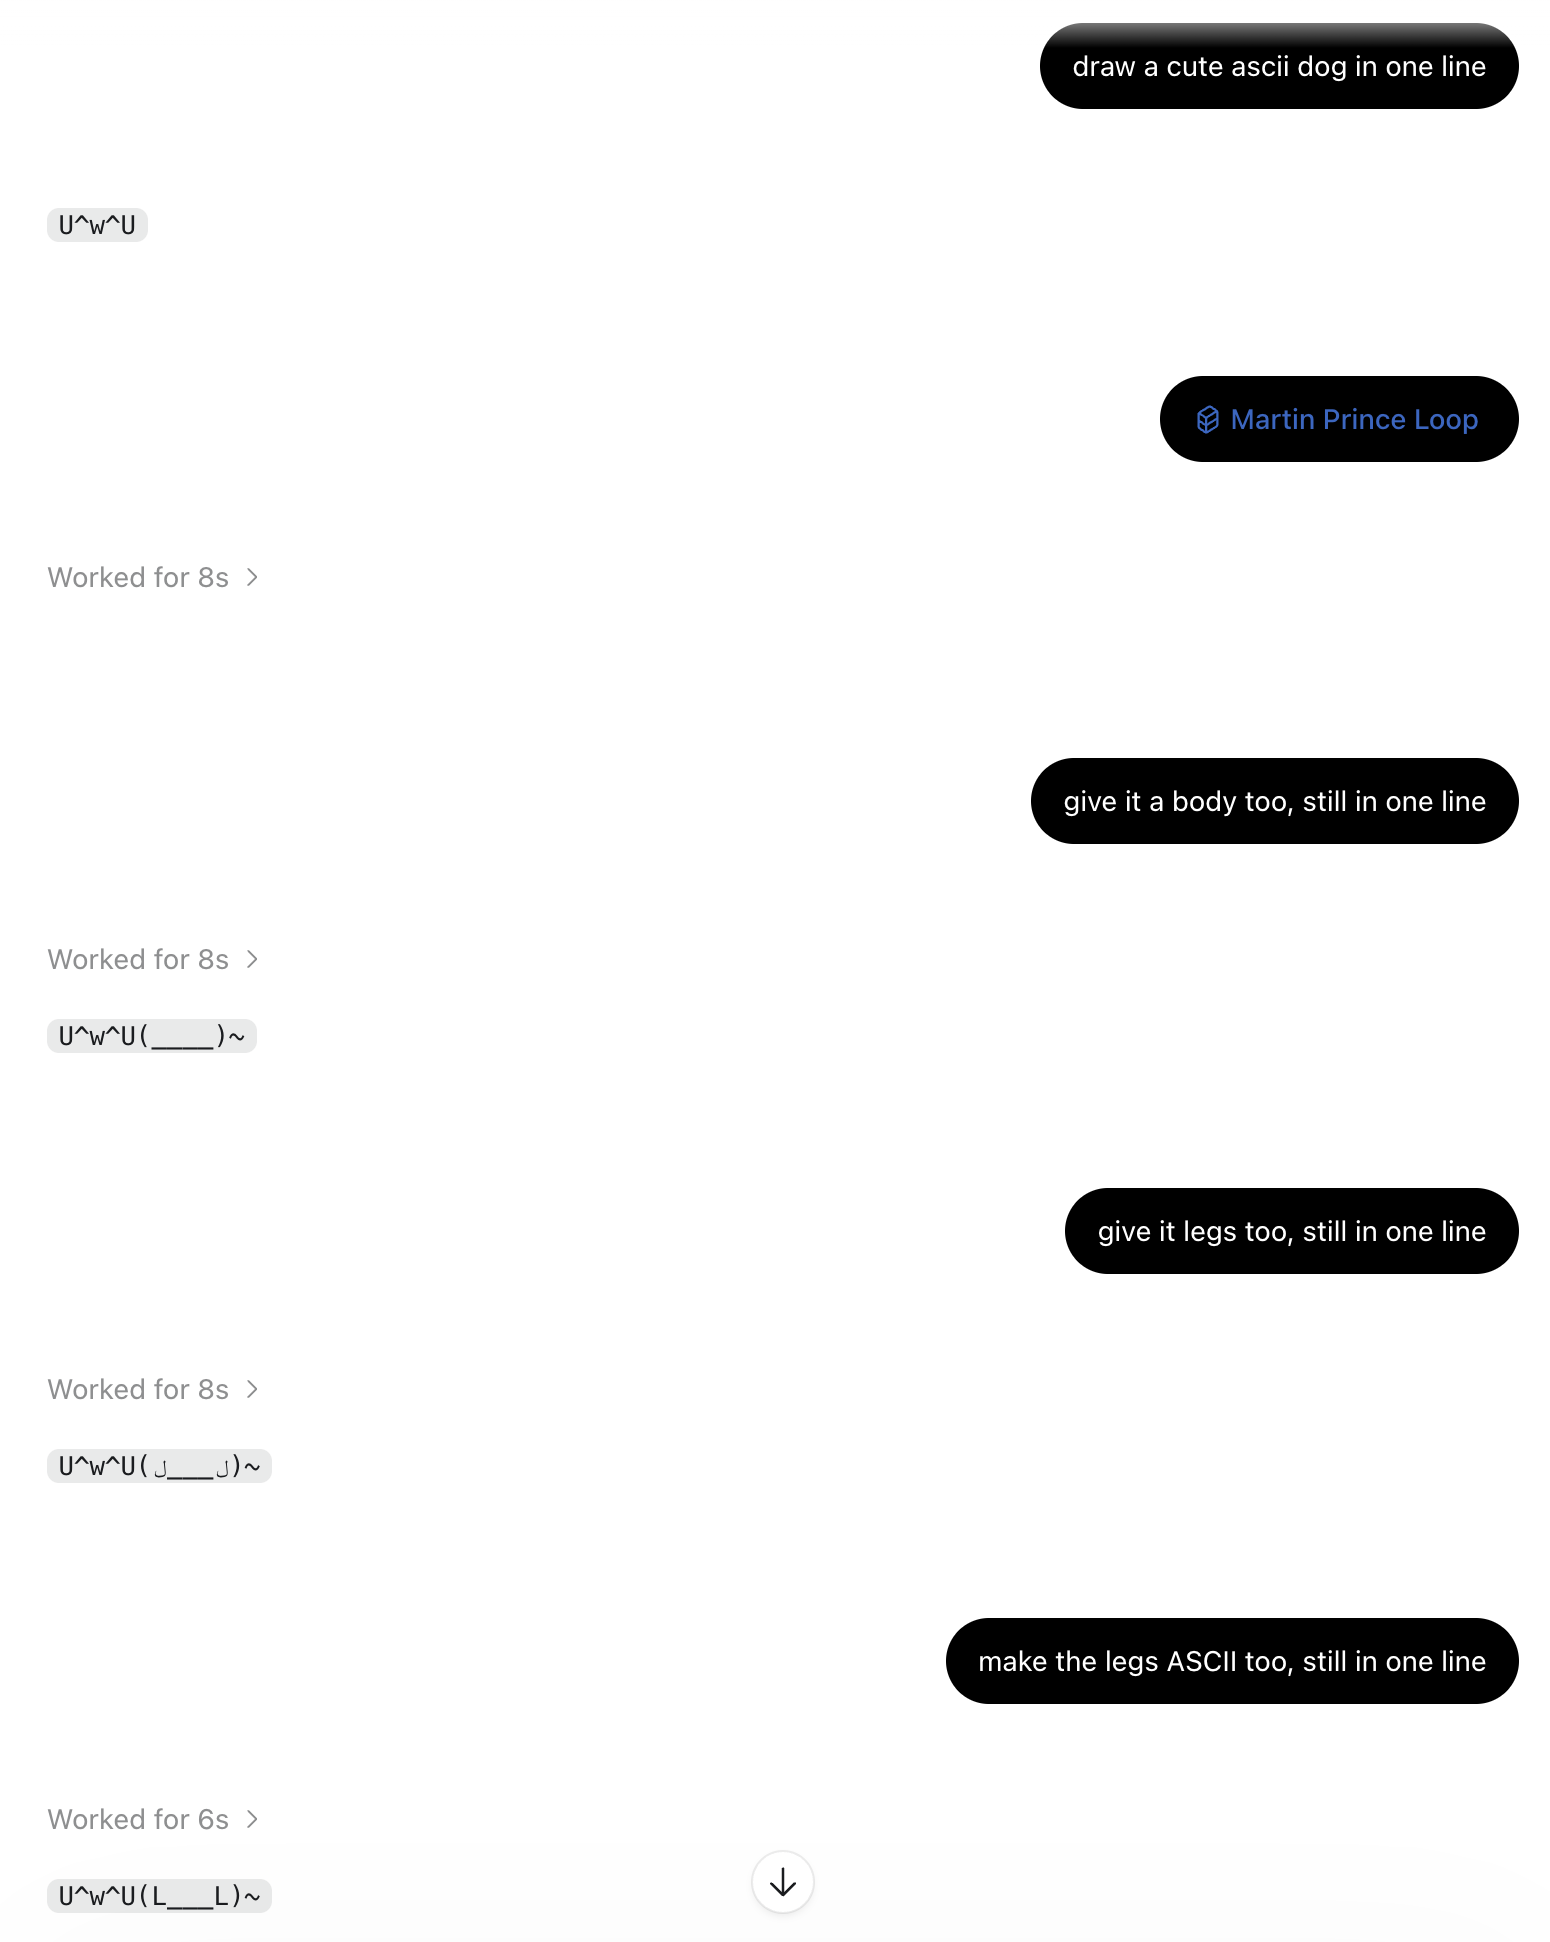 draw a cute ascii dog in one line
U^w^U
Martin Prince Loop
Worked for 8s
give it a body too, still in one line
Worked for 8s
U^w^U(____)~
give it legs too, still in one line
Worked for 8s
U^w^U(ل___ل)~
make the legs ASCII too, still in one line
Worked for 6s
U^w^U(L___L)~